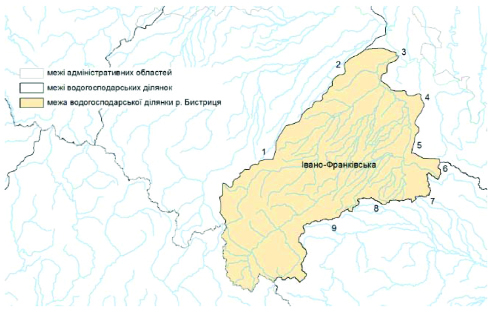 2
3
межі адміністративних областей
межі водогосподарських ділянок
межа водогосподарської ділянки р. Бистриця
4
1
5
Івано-Франківська
6
7
8
9